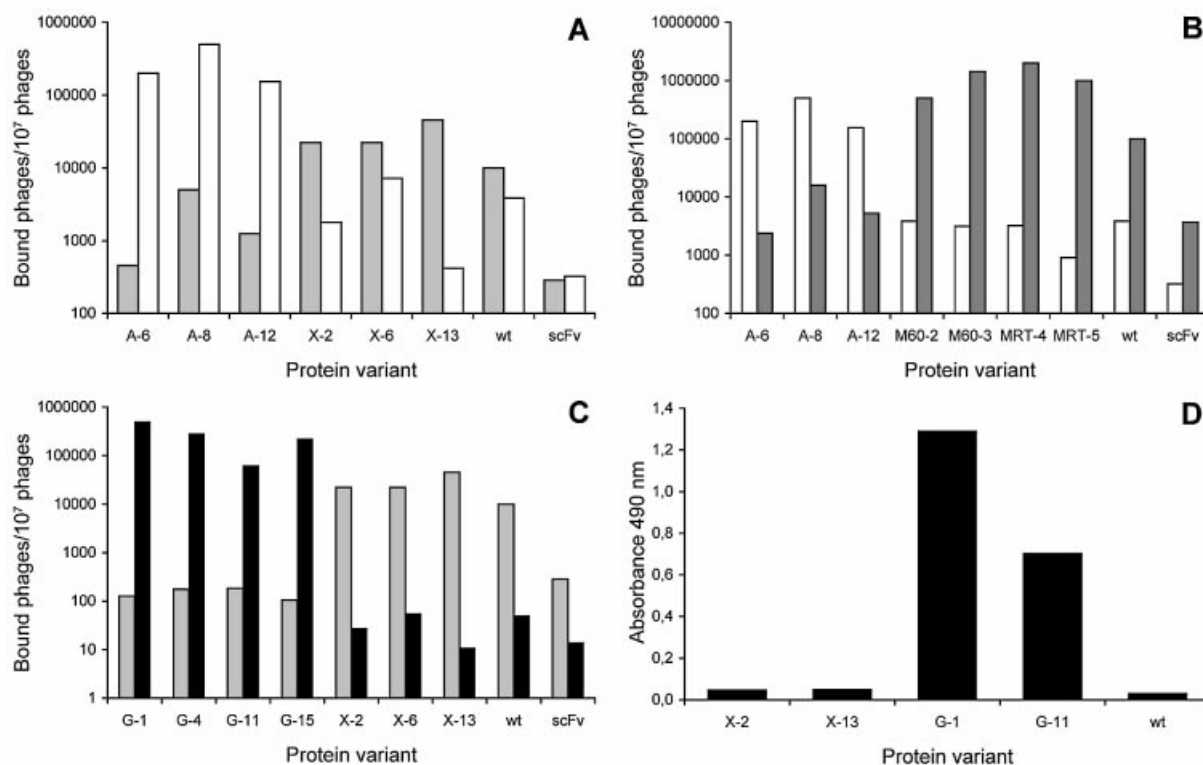 A
1000000
100000
10000
1000
100
Bound phages/10⁷ phages
A-6 A-8 A-12 X-2 X-6 X-13 wt scFv
Protein variant
B
10000000
1000000
100000
10000
1000
100
Bound phages/10⁷ phages
A-6 A-8 A-12 M60-2 M60-3 MRT-4 MRT-5 wt scFv
Protein variant
C
1000000
100000
10000
1000
100
10
1
Bound phages/10⁷ phages
G-1 G-4 G-11 G-15 X-2 X-6 X-13 wt scFv
Protein variant
D
1,4
1,2
1,0
0,8
0,6
0,4
0,2
0,0
Absorbance 490 nm
X-2 X-13 G-1 G-11 wt
Protein variant